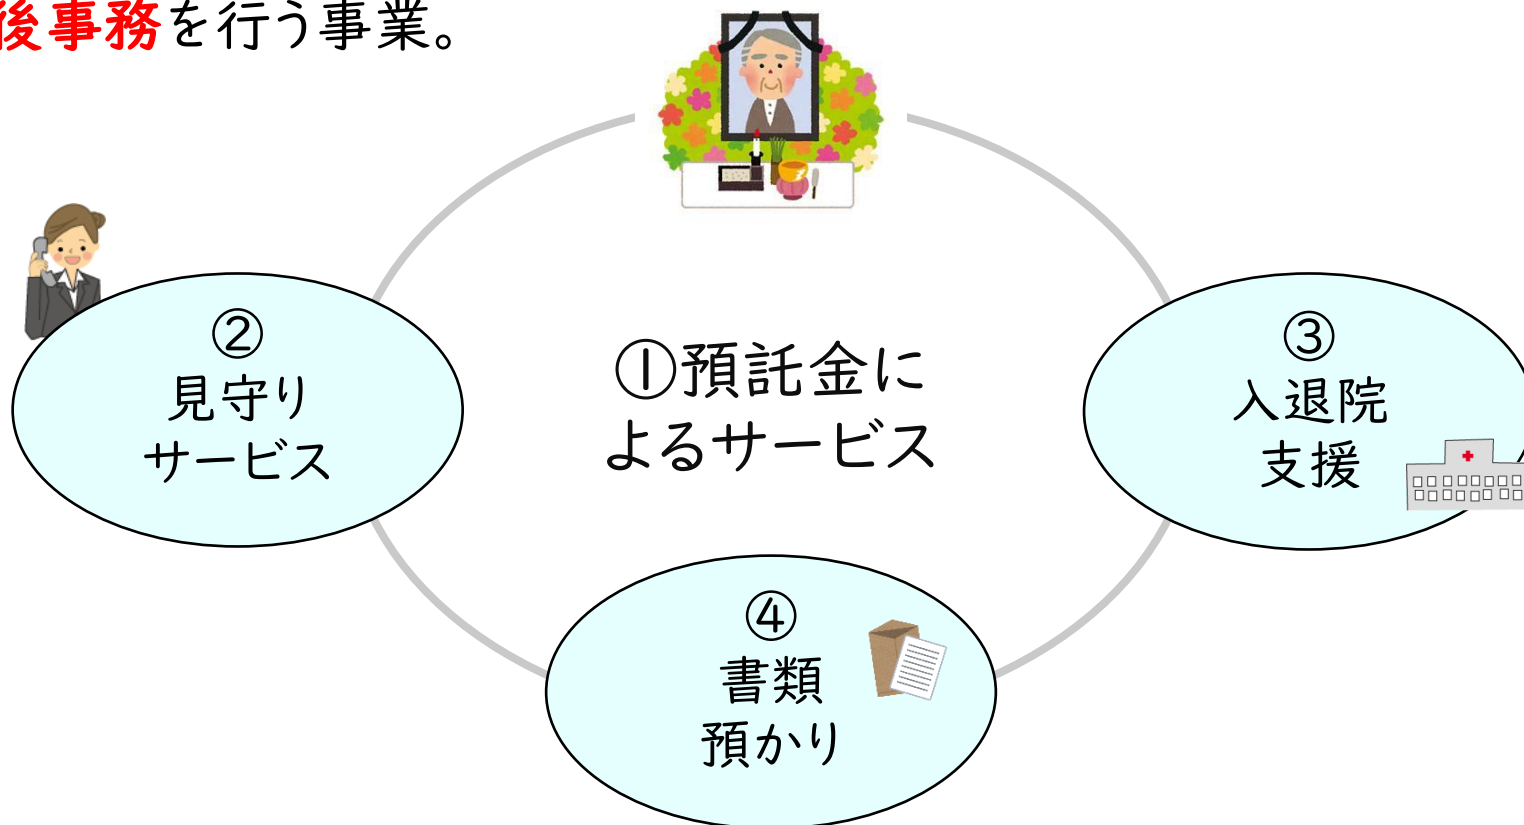 後事務を行う事業。
①預託金に
よるサービス
②
見守り
サービス
③
入退院
支援
④
書類
預かり